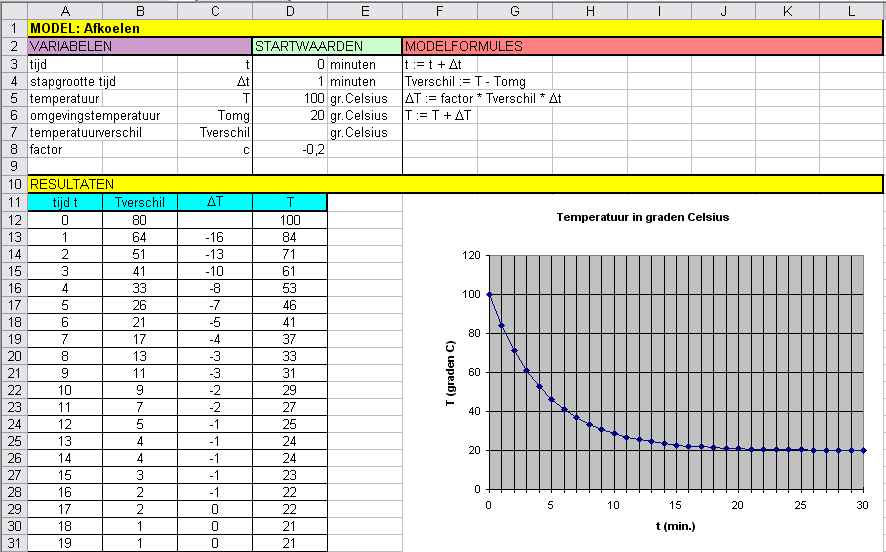 A B C D E F G H I J K L
1 MODEL: Afkoelen
2 VARIABELEN STARTWAARDEN MODELFORMULES
3 tijd t 0 minuten t := t + Δt
4 stapgrootte tijd Δt 1 minuten Tverschil := T - Tomg
5 temperatuur T 100 gr.Celsius ΔT := factor * Tverschil * Δt
6 omgevingstemperatuur Tomg 20 gr.Celsius T := T + ΔT
7 temperatuurverschil Tverschil gr.Celsius
8 factor c -0,2
9
10 RESULTATEN
11 tijd t Tverschil ΔT T
12 0 80 100
13 1 64 -16 84
14 2 51 -13 71
15 3 41 -10 61
16 4 33 -8 53
17 5 26 -7 46
18 6 21 -5 41
19 7 17 -4 37
20 8 13 -3 33
21 9 11 -3 31
22 10 9 -2 29
23 11 7 -2 27
24 12 5 -1 25
25 13 4 -1 24
26 14 4 -1 24
27 15 3 -1 23
28 16 2 -1 22
29 17 2 0 22
30 18 1 0 21
31 19 1 0 21
Temperatuur in graden Celsius
T (graden C)
120
100
80
60
40
20
0
0 5 10 15 20 25 30
t (min.)